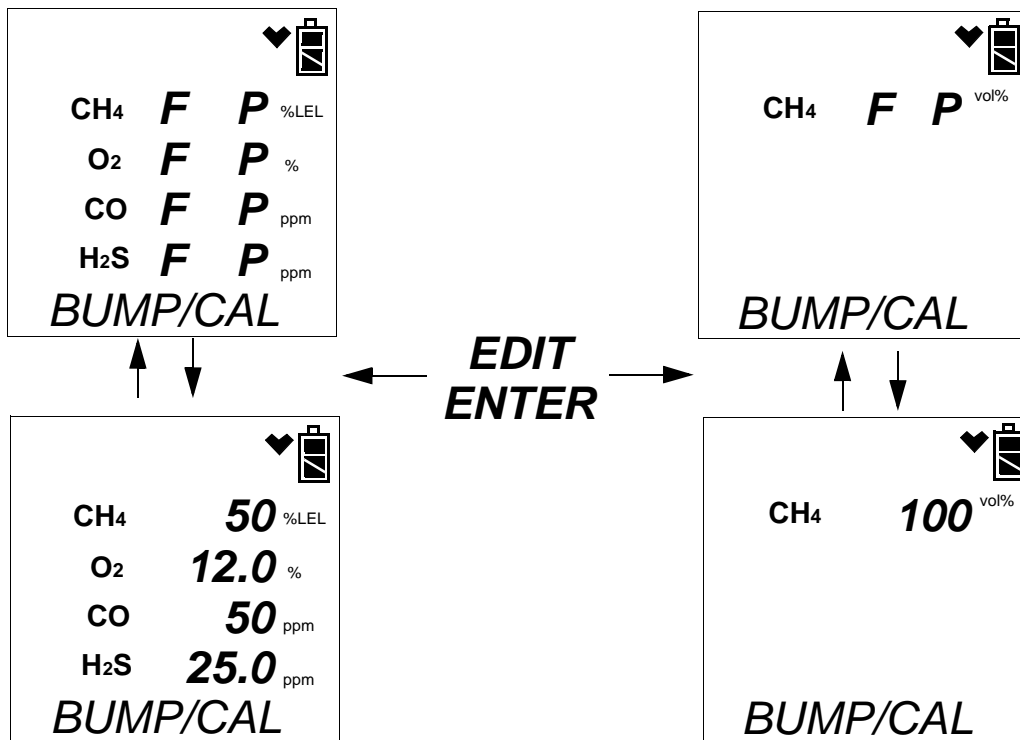 CH4 F P %LEL
O2 F P %
CO F P ppm
H2S F P ppm
BUMP/CAL
CH4 F P vol%
BUMP/CAL
EDIT
ENTER
CH4 50 %LEL
O2 12.0 %
CO 50 ppm
H2S 25.0 ppm
BUMP/CAL
CH4 100 vol%
BUMP/CAL